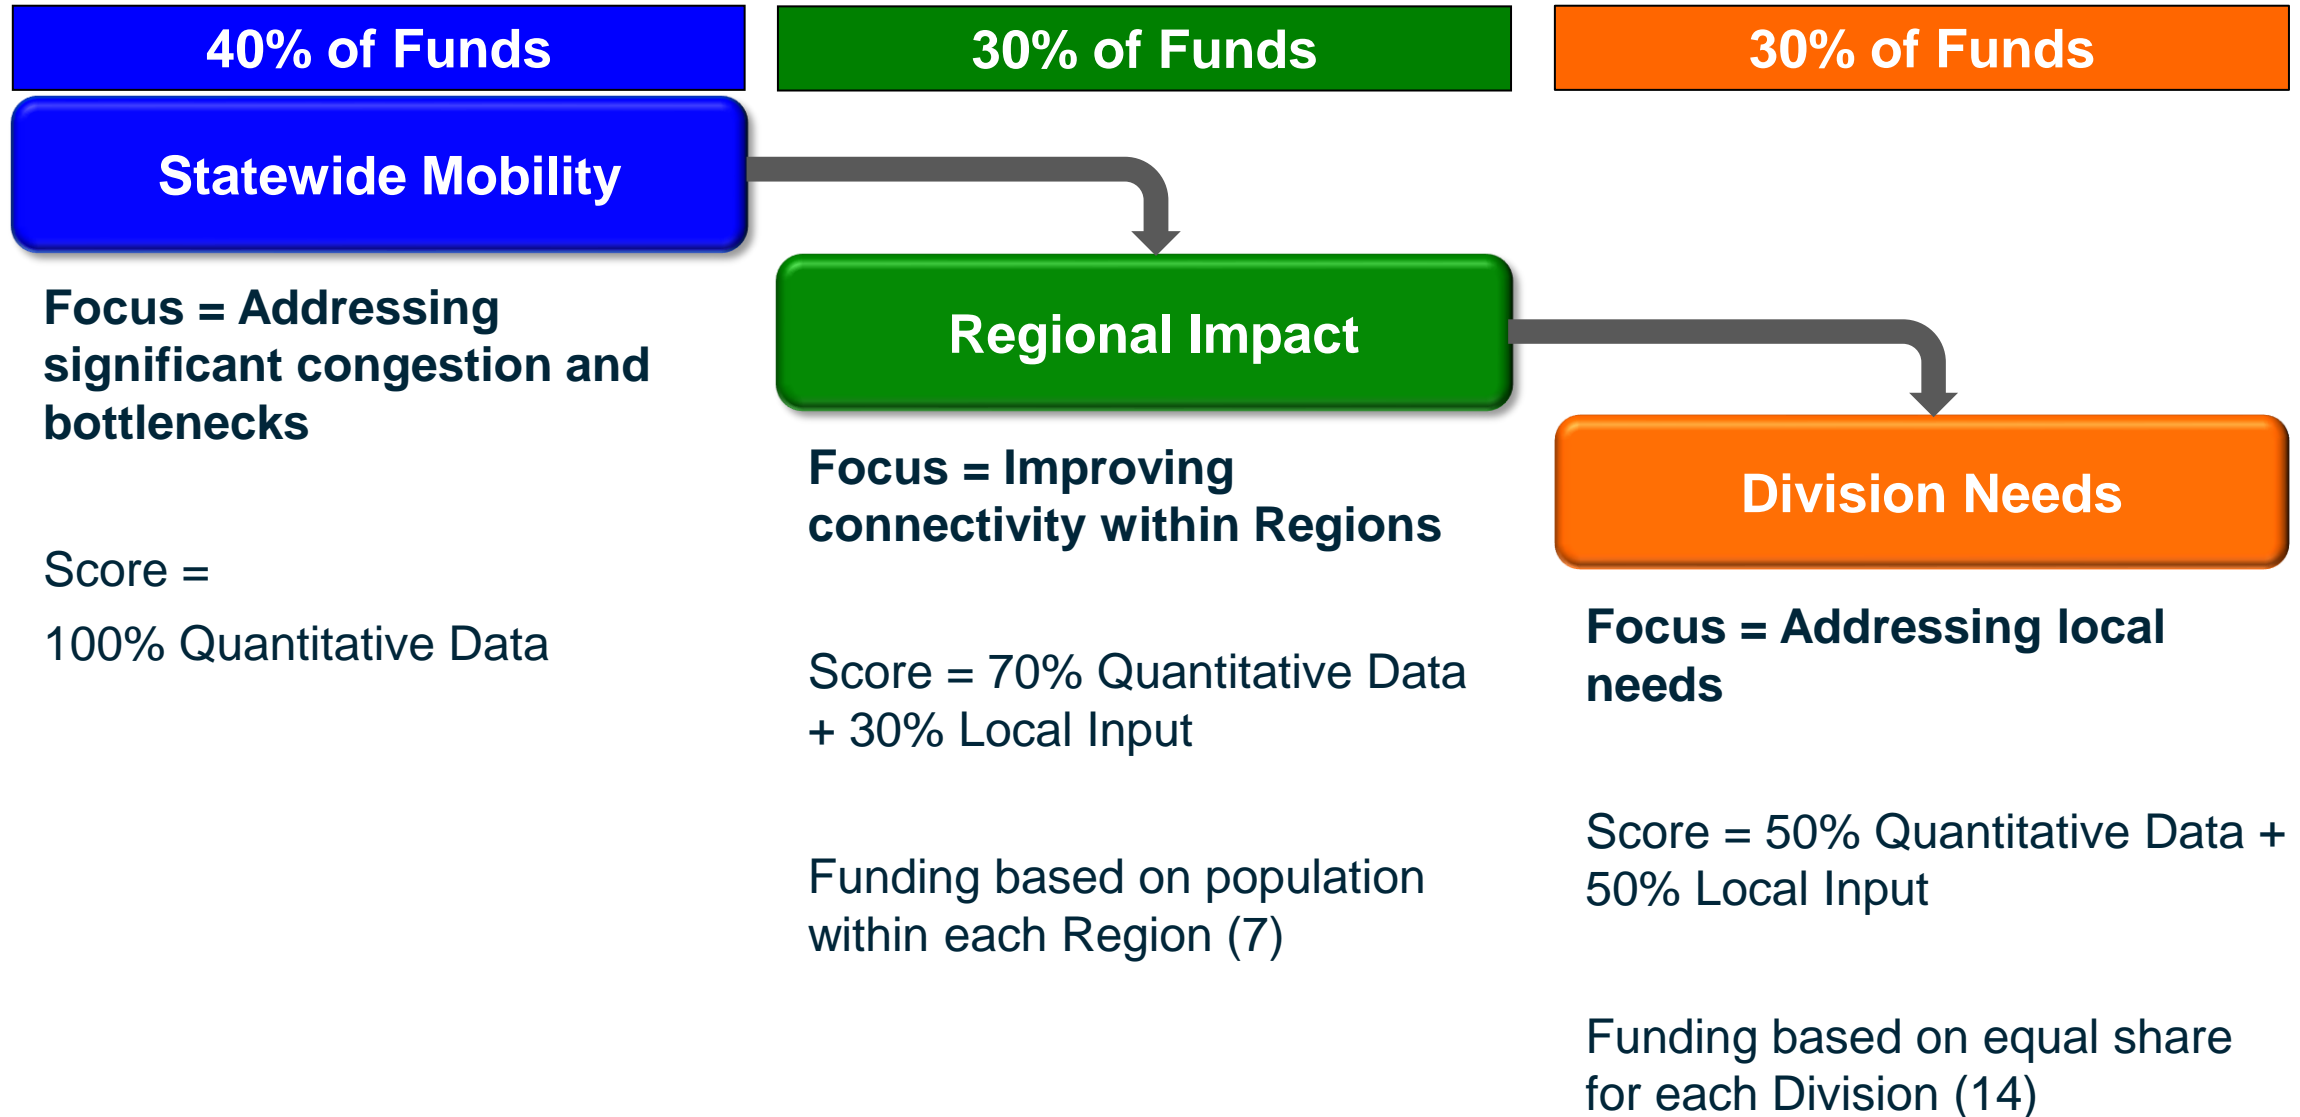 40% of Funds
Statewide Mobility
Focus = Addressing
significant congestion and
bottlenecks
Score =
100% Quantitative Data
30% of Funds
Regional Impact
Focus = Improving
connectivity within Regions
Score = 70% Quantitative Data
+ 30% Local Input
Funding based on population
within each Region (7)
30% of Funds
Division Needs
Focus = Addressing local
needs
Score = 50% Quantitative Data +
50% Local Input
Funding based on equal share
for each Division (14)